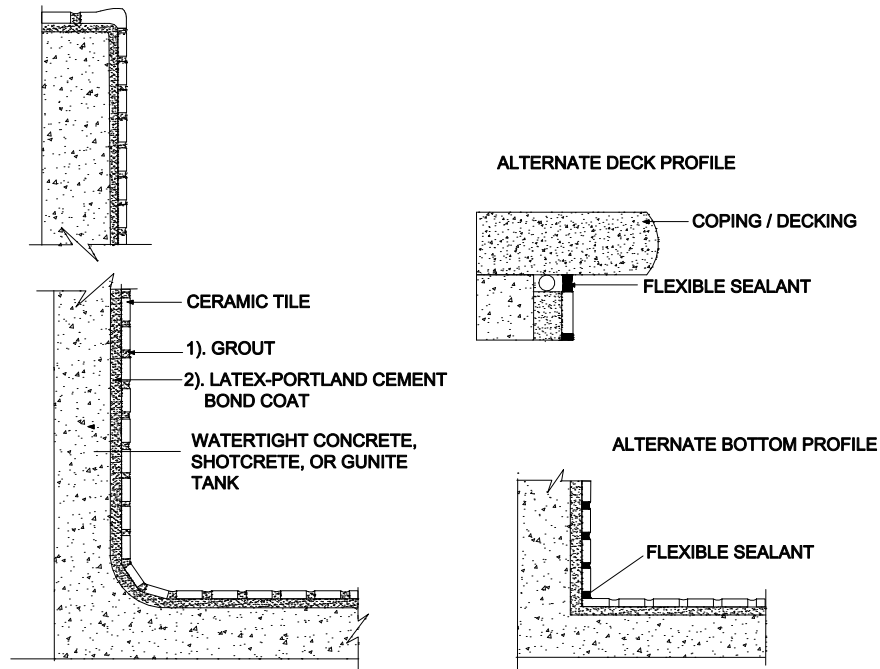 ALTERNATE DECK PROFILE
COPING / DECKING
FLEXIBLE SEALANT
CERAMIC TILE
1). GROUT
2). LATEX-PORTLAND CEMENT
BOND COAT
WATERTIGHT CONCRETE,
SHOTCRETE, OR GUNITE
TANK
ALTERNATE BOTTOM PROFILE
FLEXIBLE SEALANT